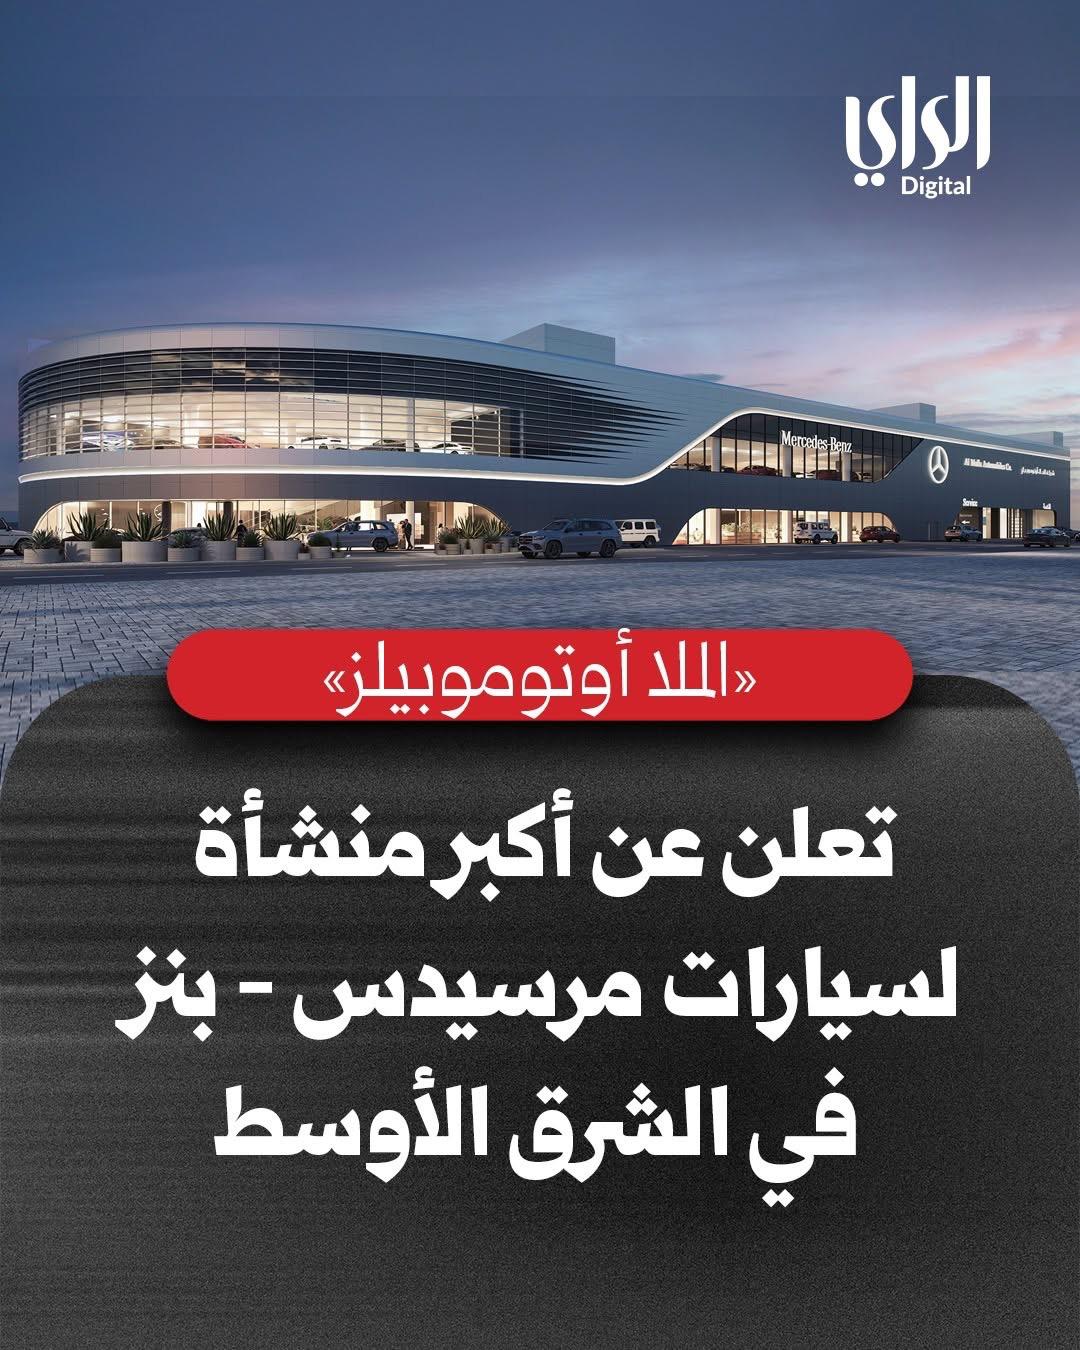 الراي
Digital
Mercedes-Benz
Al Mulla Automobiles Co.
Service
«الملا أوتوموبيلز»
تعلن عن أكبر منشأة
لسيارات مرسيدس - بنز
في الشرق الأوسط